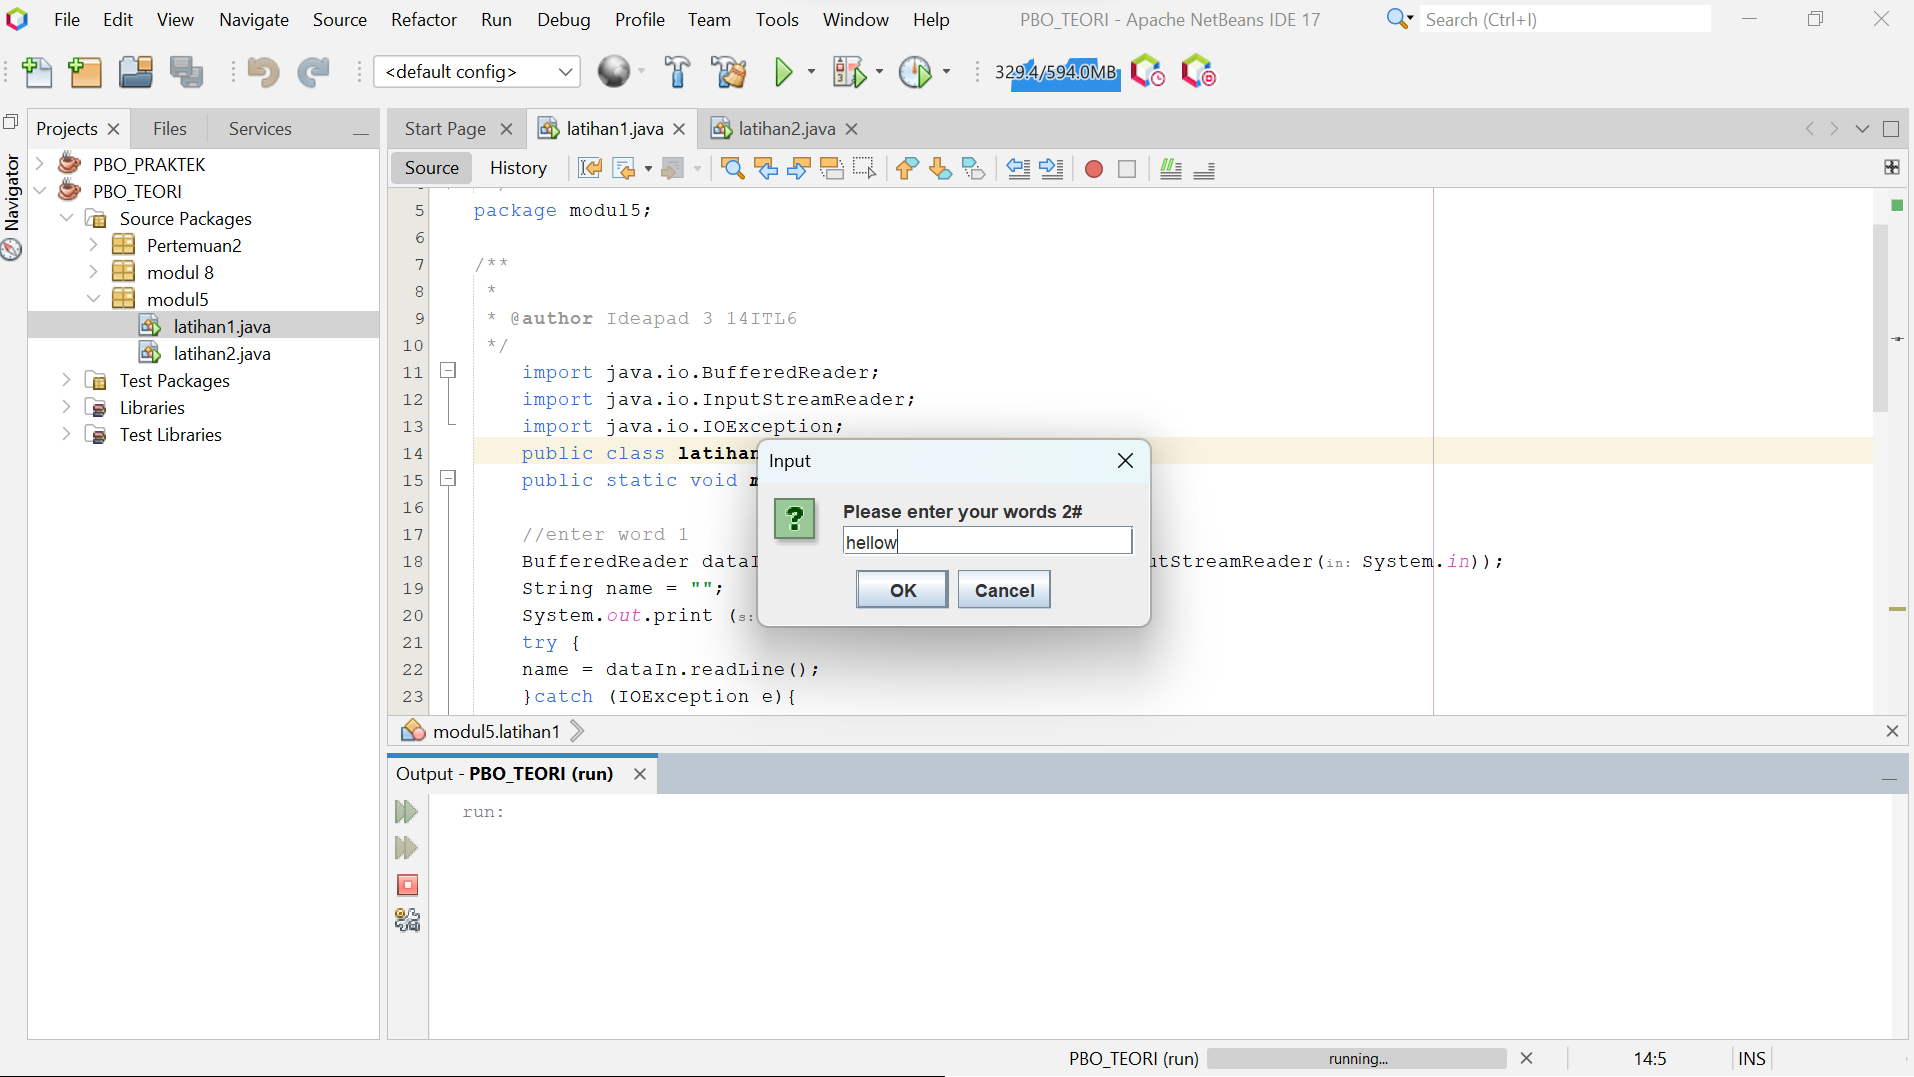 File Edit View Navigate Source Refactor Run Debug Profile Team Tools Window Help PBO_TEORI - Apache NetBeans IDE 17 Search (Ctrl+I)
<default config> 329.4/594.0MB
Projects Files Services
Start Page latihan1.java latihan2.java
Source History
Navigator
PBO_PRAKTEK
PBO_TEORI
Source Packages
Pertemuan2
modul 8
modul5
latihan1.java
latihan2.java
Test Packages
Libraries
Test Libraries
5 package modul5;
6
7 /**
8 *
9 * @author Ideapad 3 14ITL6
10 */
11 import java.io.BufferedReader;
12 import java.io.InputStreamReader;
13 import java.io.IOException;
14 public class latihan
15 public static void m
16
17 //enter word 1
18 BufferedReader dataI utStreamReader(in: System.in));
19 String name = "";
20 System.out.print (s:
21 try {
22 name = dataIn.readLine();
23 }catch (IOException e){
Input
Please enter your words 2#
hellow
OK Cancel
modul5.latihan1
Output - PBO_TEORI (run)
run:
PBO_TEORI (run) running... 14:5 INS